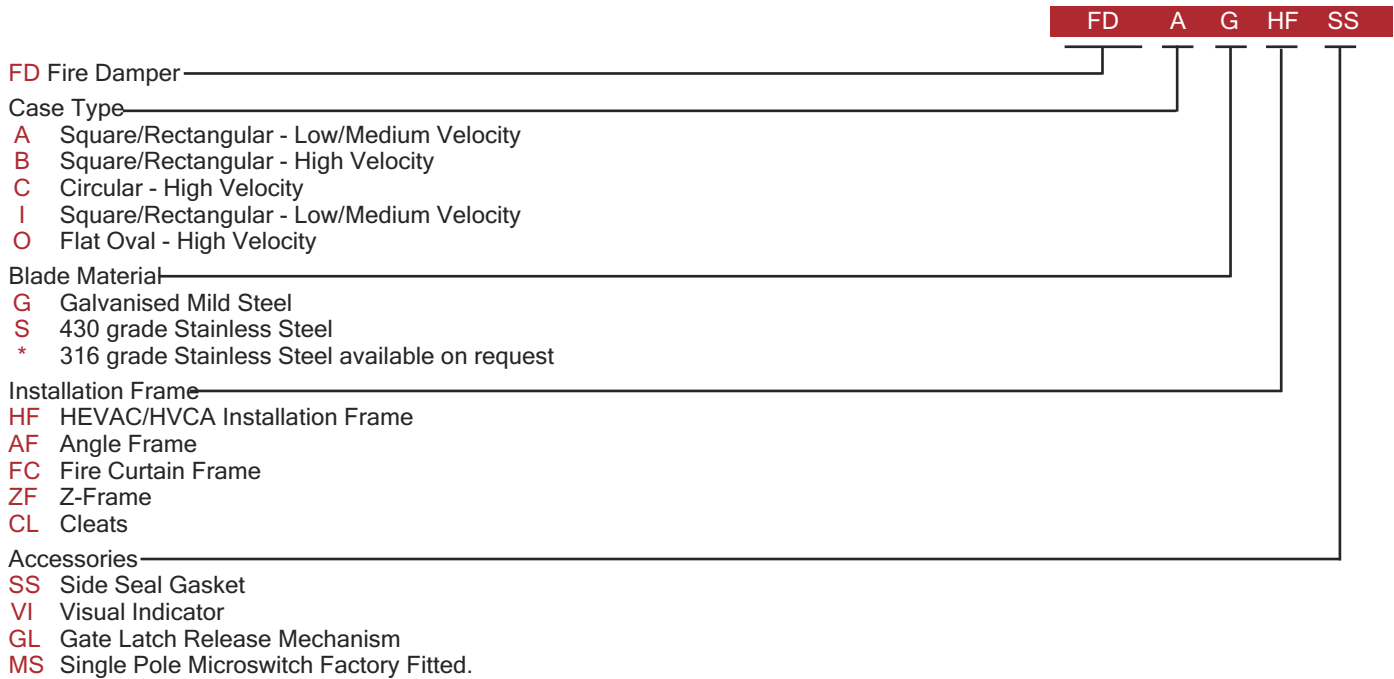 FD A G HF SS
FD Fire Damper
Case Type
A Square/Rectangular - Low/Medium Velocity
B Square/Rectangular - High Velocity
C Circular - High Velocity
I Square/Rectangular - Low/Medium Velocity
O Flat Oval - High Velocity
Blade Material
G Galvanised Mild Steel
S 430 grade Stainless Steel
* 316 grade Stainless Steel available on request
Installation Frame
HF HEVAC/HVCA Installation Frame
AF Angle Frame
FC Fire Curtain Frame
ZF Z-Frame
CL Cleats
Accessories
SS Side Seal Gasket
VI Visual Indicator
GL Gate Latch Release Mechanism
MS Single Pole Microswitch Factory Fitted.